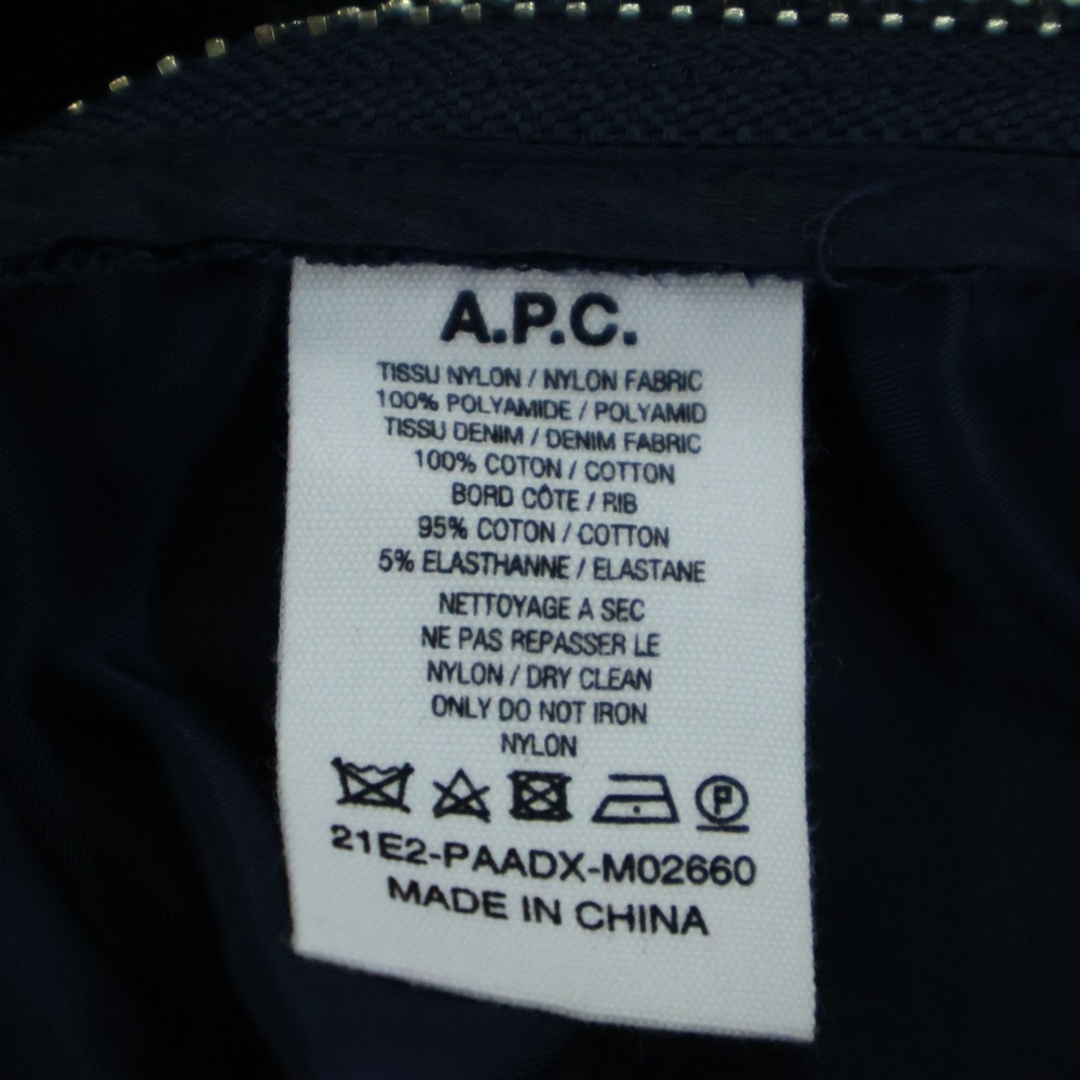 A.P.C.
TISSU NYLON / NYLON FABRIC
100% POLYAMIDE / POLYAMID
TISSU DENIM / DENIM FABRIC
100% COTON / COTTON
BORD CÔTE / RIB
95% COTON / COTTON
5% ELASTHANNE / ELASTANE
NETTOYAGE A SEC
NE PAS REPASSER LE
NYLON / DRY CLEAN
ONLY DO NOT IRON
NYLON
P
21E2-PAADX-M02660
MADE IN CHINA